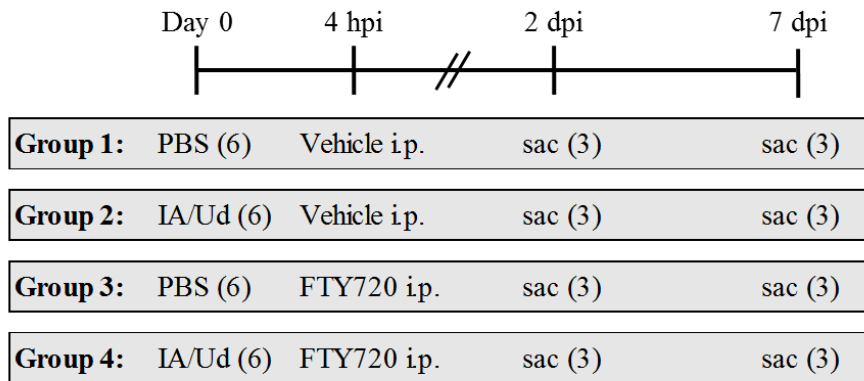 Day 0 4 hpi 2 dpi 7 dpi
Group 1: PBS (6) Vehicle i.p. sac (3) sac (3)
Group 2: IA/Ud (6) Vehicle i.p. sac (3) sac (3)
Group 3: PBS (6) FTY720 i.p. sac (3) sac (3)
Group 4: IA/Ud (6) FTY720 i.p. sac (3) sac (3)